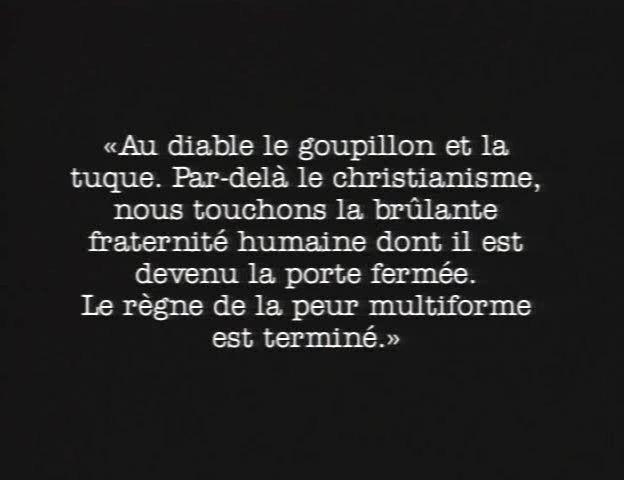 «Au diable le goupillon et la
tuque. Par-delà le christianisme,
nous touchons la brûlante
fraternité humaine dont il est
devenu la porte fermée.
Le règne de la peur multiforme
est terminé.»